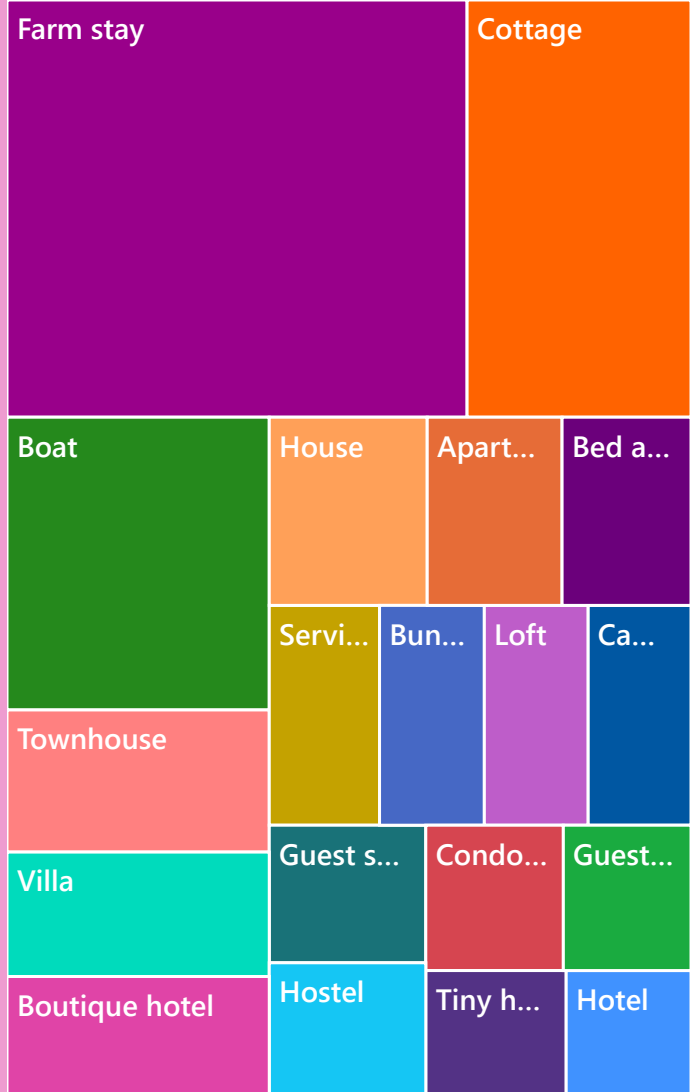 Farm stay
Cottage
Boat
House
Apart...
Bed a...
Servi...
Bun...
Loft
Ca...
Townhouse
Guest s...
Condo...
Guest...
Villa
Hostel
Tiny h...
Hotel
Boutique hotel